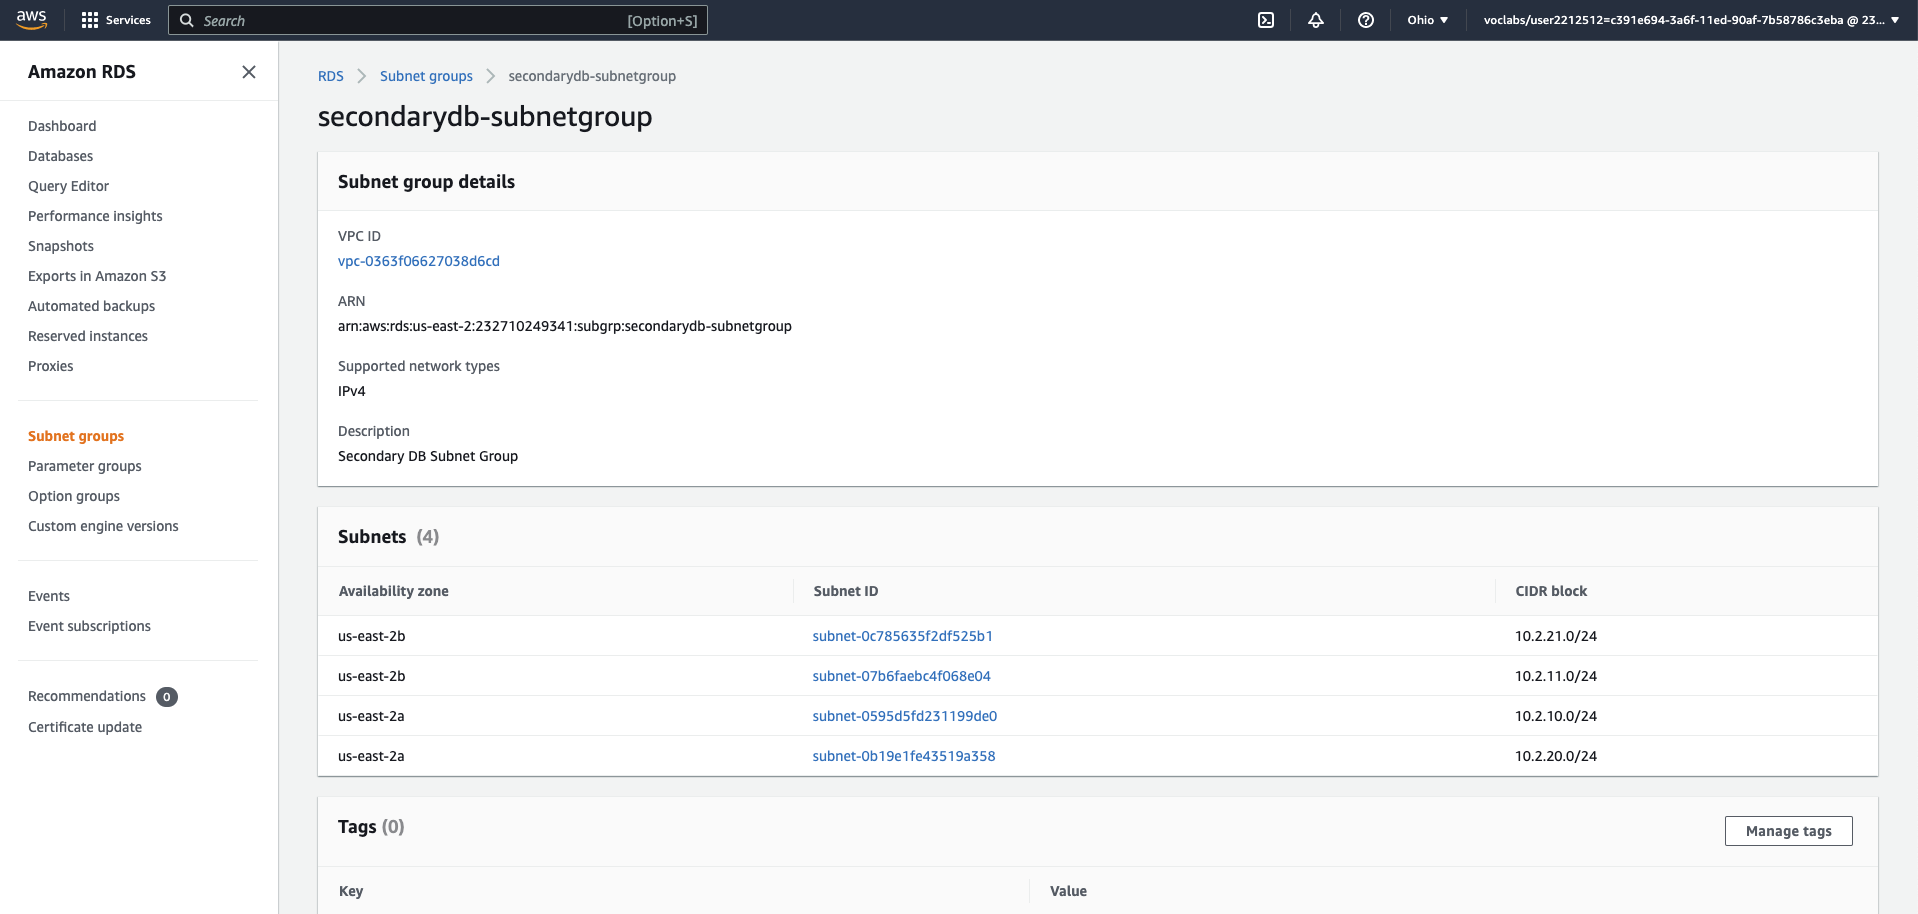 aws
Services
Search [Option+S]
Ohio ▼
voclabs/user2212512=c391e694-3a6f-11ed-90af-7b58786c3eba @ 23... ▼
Amazon RDS
Dashboard
Databases
Query Editor
Performance insights
Snapshots
Exports in Amazon S3
Automated backups
Reserved instances
Proxies
Subnet groups
Parameter groups
Option groups
Custom engine versions
Events
Event subscriptions
Recommendations 0
Certificate update
RDS > Subnet groups > secondarydb-subnetgroup
secondarydb-subnetgroup
Subnet group details
VPC ID
vpc-0363f06627038d6cd
ARN
arn:aws:rds:us-east-2:232710249341:subgrp:secondarydb-subnetgroup
Supported network types
IPv4
Description
Secondary DB Subnet Group
Subnets (4)
Availability zone Subnet ID CIDR block
us-east-2b subnet-0c785635f2df525b1 10.2.21.0/24
us-east-2b subnet-07b6faebc4f068e04 10.2.11.0/24
us-east-2a subnet-0595d5fd231199de0 10.2.10.0/24
us-east-2a subnet-0b19e1fe43519a358 10.2.20.0/24
Tags (0)
Manage tags
Key Value